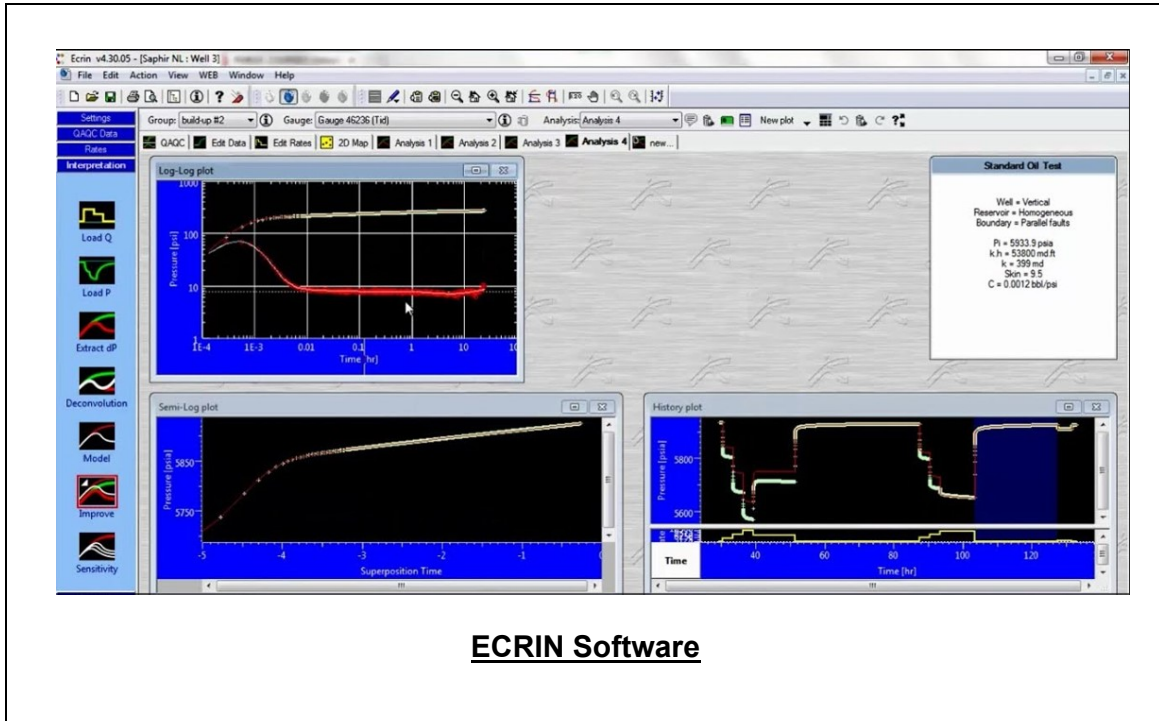 Ecrin v4.30.05 - [Saphir NL : Well 3]
File Edit Action View WEB Window Help
Settings
Group: build-up #2 Gauge: Gauge 46236 (Tid) Analysis: Analysis 4 New plot
QAQC Data
Rates
QAQC Edit Data Edit Rates 2D Map Analysis 1 Analysis 2 Analysis 3 Analysis 4 new...
Interpretation
Load Q
Load P
Extract dP
Deconvolution
Model
Improve
Sensitivity
Log-Log plot
1000
100
10
1
Pressure [psi]
1E-4 1E-3 0.01 0.1 1 10
Time [hr]
Standard Oil Test
Well = Vertical
Reservoir = Homogeneous
Boundary = Parallel faults
Pi = 5933.9 psia
k.h = 53800 md.ft
k = 399 md
Skin = 9.5
C = 0.0012 bbl/psi
Semi-Log plot
5850
5750
Pressure [psia]
-5 -4 -3 -2 -1
Superposition Time
History plot
5800
5600
Pressure [psia]
Time
40 60 80 100 120
Time [hr]
ECRIN Software